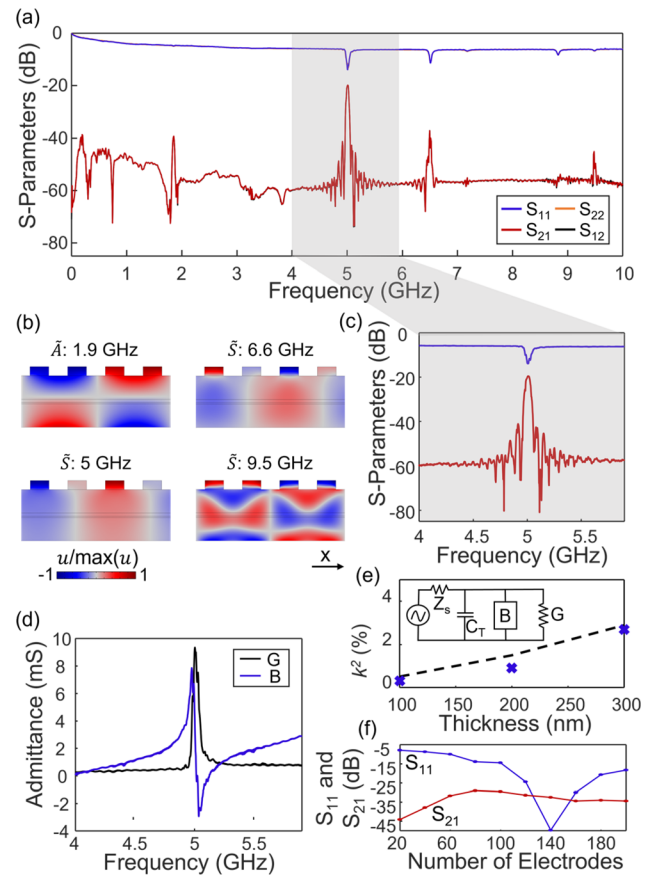 (a)
S-Parameters (dB)
0
-20
-40
-60
-80
S11
S22
S21
S12
0 1 2 3 4 5 6 7 8 9 10
Frequency (GHz)
(b)
Ã: 1.9 GHz
S̃: 6.6 GHz
S̃: 5 GHz
S̃: 9.5 GHz
u/max(u)
-1 1
x
(c)
S-Parameters (dB)
0
-20
-40
-60
-80
4 4.5 5 5.5
Frequency (GHz)
(d)
Admittance (mS)
10
8
6
4
2
0
-2
-4
G
B
4 4.5 5 5.5
Frequency (GHz)
(e)
k² (%)
6
4
2
0
Zs
CT
B
G
100 150 200 250 300
Thickness (nm)
(f)
S11 and
S21 (dB)
-5
-15
-25
-35
-45
S11
S21
20 60 100 140 180
Number of Electrodes